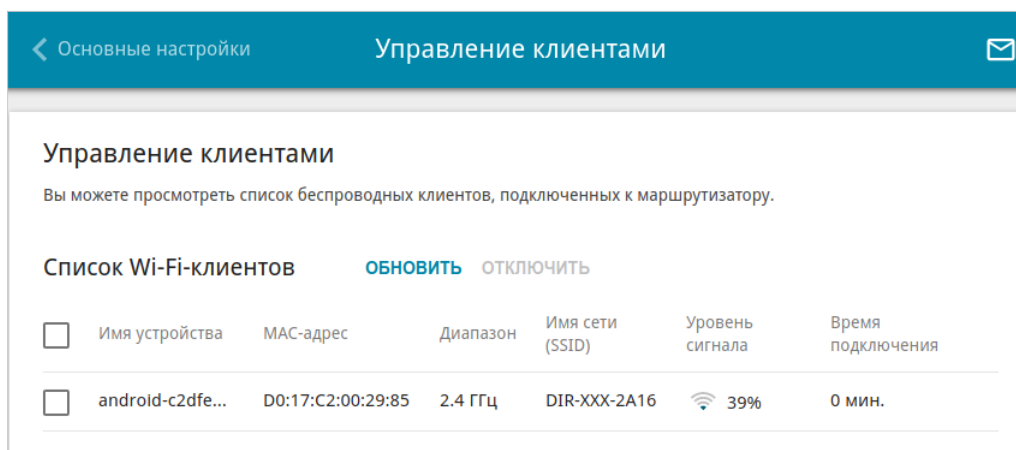 Основные настройки Управление клиентами
Управление клиентами
Вы можете просмотреть список беспроводных клиентов, подключенных к маршрутизатору.
Список Wi-Fi-клиентов ОБНОВИТЬ ОТКЛЮЧИТЬ
Имя устройства MAC-адрес Диапазон Имя сети (SSID) Уровень сигнала Время подключения
android-c2dfe... D0:17:C2:00:29:85 2.4 ГГц DIR-XXX-2A16 39% 0 мин.